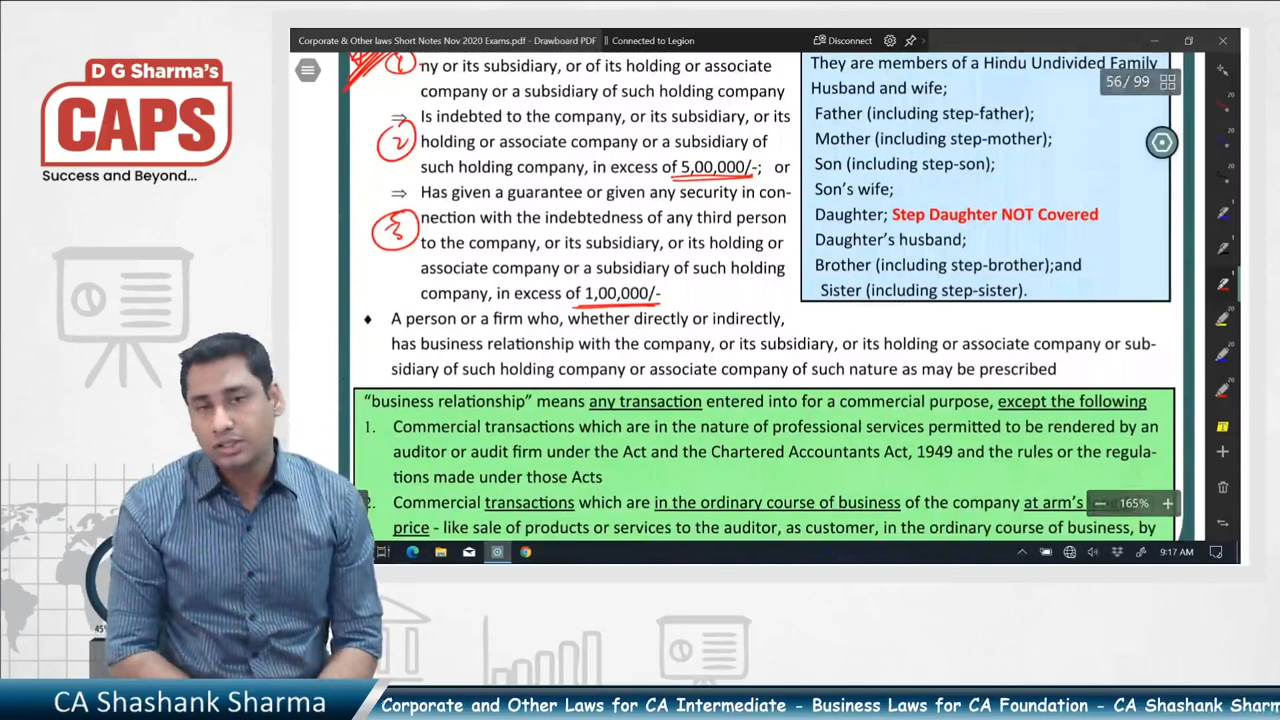 D G Sharma's
CAPS
Success and Beyond...
Corporate & Other laws Short Notes Nov 2020 Exams.pdf - Drawboard PDF
Connected to Legion
Disconnect
56 / 99
1
ny or its subsidiary, or of its holding or associate
company or a subsidiary of such holding company
⇒ Is indebted to the company, or its subsidiary, or its
2
holding or associate company or a subsidiary of
such holding company, in excess of 5,00,000/-; or
⇒ Has given a guarantee or given any security in con-
3
nection with the indebtedness of any third person
to the company, or its subsidiary, or its holding or
associate company or a subsidiary of such holding
company, in excess of 1,00,000/-
♦ A person or a firm who, whether directly or indirectly,
has business relationship with the company, or its subsidiary, or its holding or associate company or sub-
sidiary of such holding company or associate company of such nature as may be prescribed
They are members of a Hindu Undivided Family
Husband and wife;
Father (including step-father);
Mother (including step-mother);
Son (including step-son);
Son's wife;
Daughter; Step Daughter NOT Covered
Daughter's husband;
Brother (including step-brother);and
Sister (including step-sister).
"business relationship" means any transaction entered into for a commercial purpose, except the following
1. Commercial transactions which are in the nature of professional services permitted to be rendered by an
auditor or audit firm under the Act and the Chartered Accountants Act, 1949 and the rules or the regula-
tions made under those Acts
2. Commercial transactions which are in the ordinary course of business of the company at arm's
price - like sale of products or services to the auditor, as customer, in the ordinary course of business, by
165%
9:17 AM
45°
CA Shashank Sharma
Corporate and Other Laws for CA Intermediate - Business Laws for CA Foundation - CA Shashank Sharm